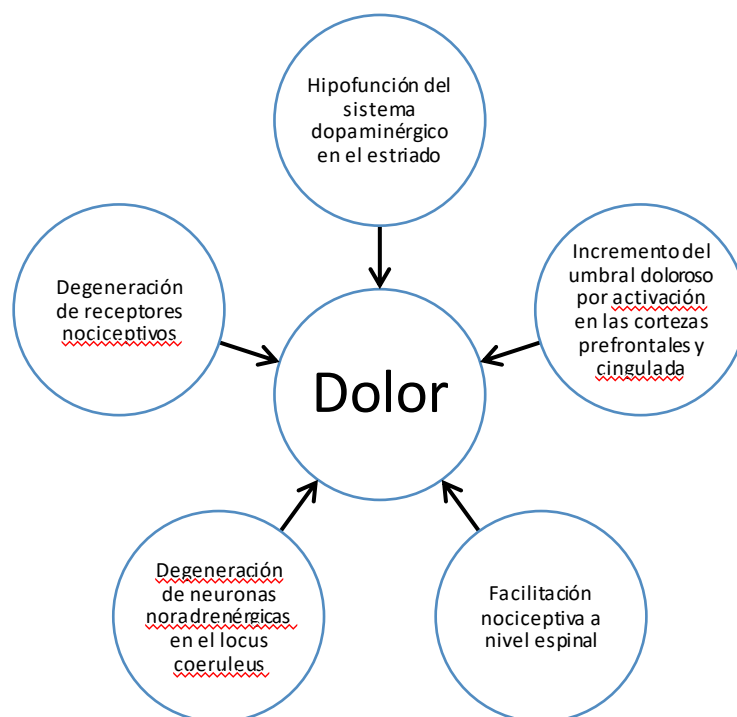 Hipofunción del
sistema
dopaminérgico
en el estriado
Incremento del
umbral doloroso
por activación
en las cortezas
prefrontales y
cingulada
Facilitación
nociceptiva a
nivel espinal
Degeneración
de neuronas
noradrenérgicas
en el locus
coeruleus
Degeneración
de receptores
nociceptivos
Dolor